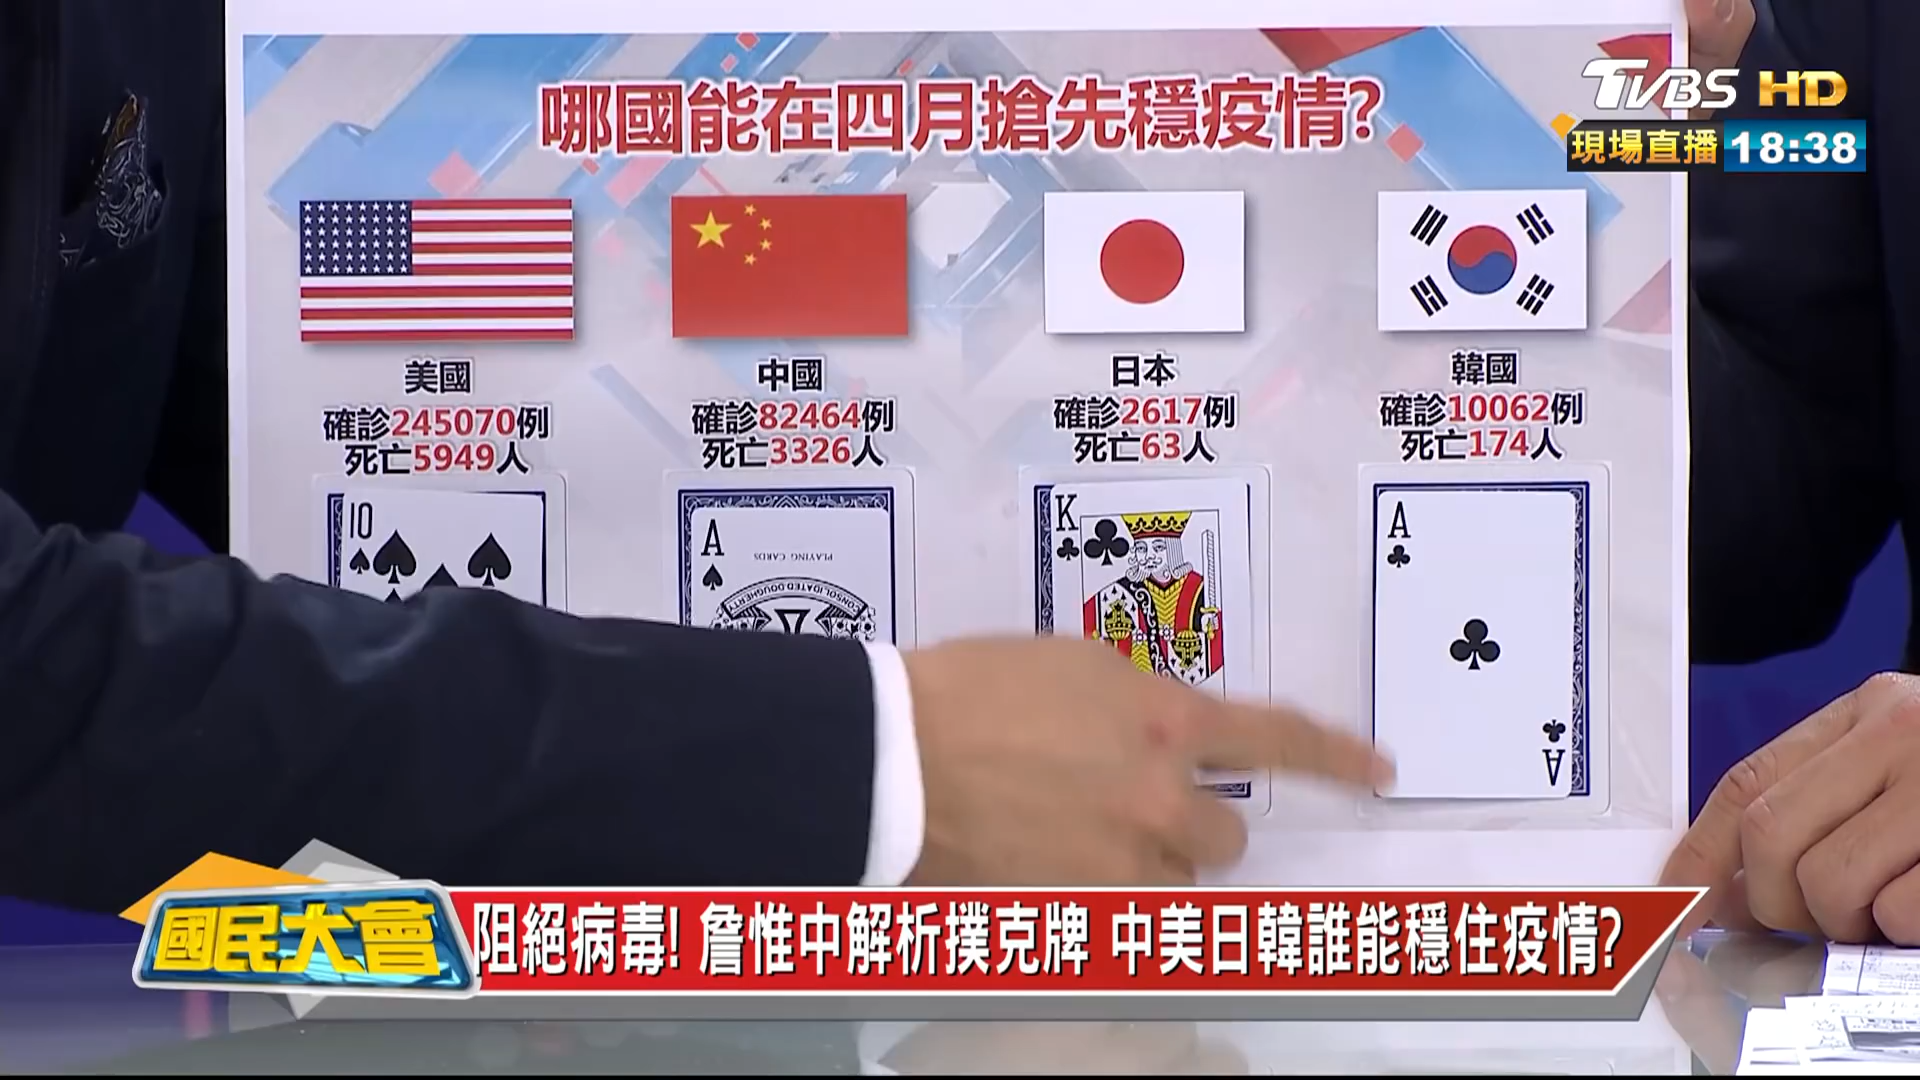 哪國能在四月搶先穩疫情?
TVBS HD
現場直播 18:38
美國
確診245070例
死亡5949人
中國
確診82464例
死亡3326人
日本
確診2617例
死亡63人
韓國
確診10062例
死亡174人
10
A
PLAYING CARDS
CONSOLIDATED-DOUGHERTY
K
A
A
國民大會
阻絕病毒! 詹惟中解析撲克牌 中美日韓誰能穩住疫情?